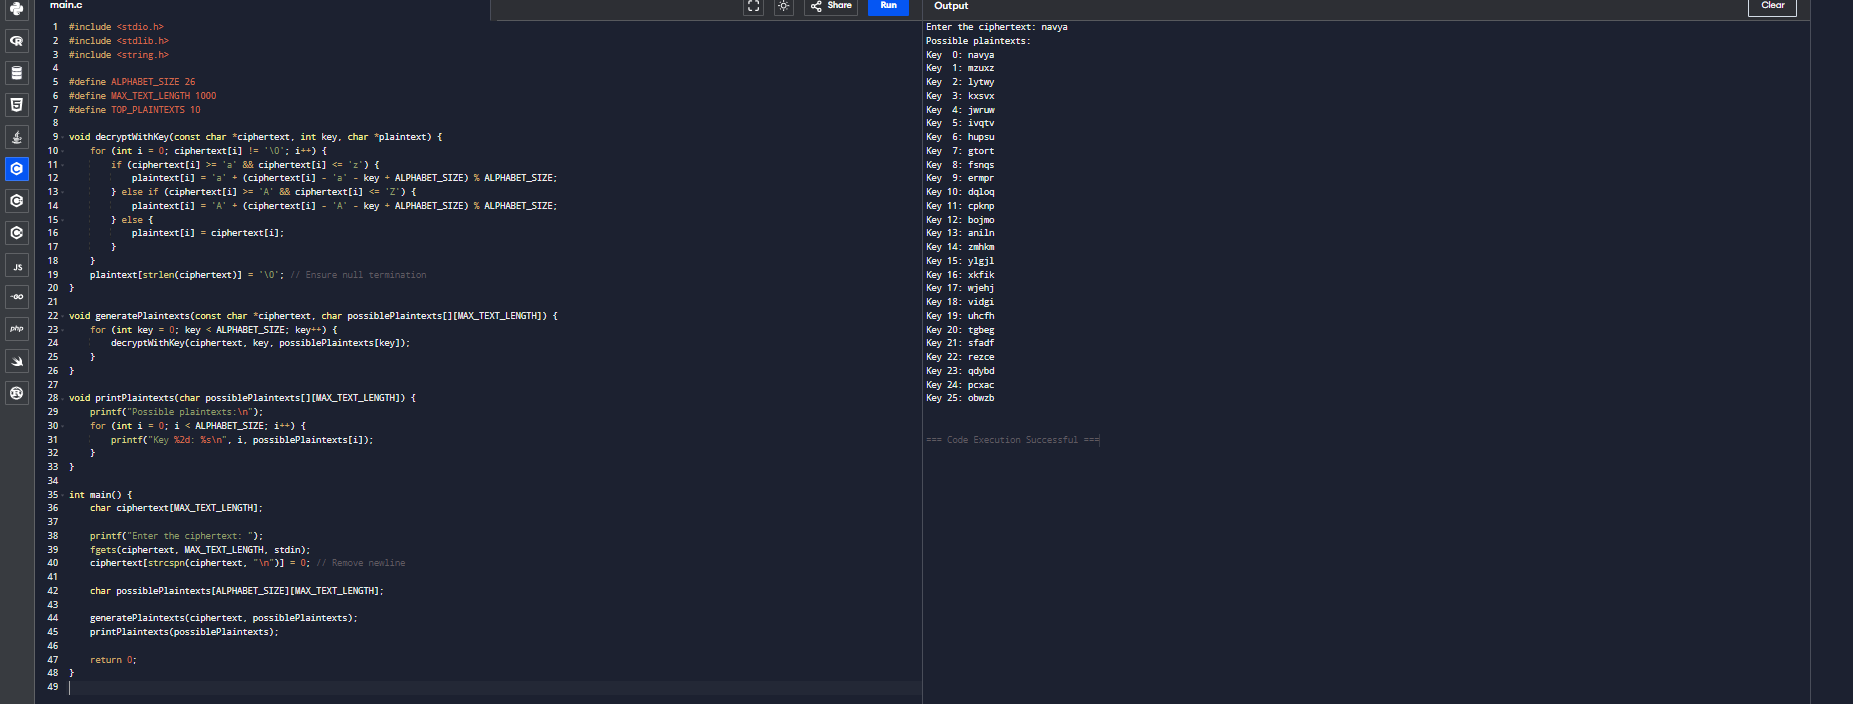 main.c
Share
Run
Output
Clear
1 #include <stdio.h>
2 #include <stdlib.h>
3 #include <string.h>
4
5 #define ALPHABET_SIZE 26
6 #define MAX_TEXT_LENGTH 1000
7 #define TOP_PLAINTEXTS 10
8
9 void decryptWithKey(const char *ciphertext, int key, char *plaintext) {
10     for (int i = 0; ciphertext[i] != '\0'; i++) {
11         if (ciphertext[i] >= 'a' && ciphertext[i] <= 'z') {
12             plaintext[i] = 'a' + (ciphertext[i] - 'a' - key + ALPHABET_SIZE) % ALPHABET_SIZE;
13         } else if (ciphertext[i] >= 'A' && ciphertext[i] <= 'Z') {
14             plaintext[i] = 'A' + (ciphertext[i] - 'A' - key + ALPHABET_SIZE) % ALPHABET_SIZE;
15         } else {
16             plaintext[i] = ciphertext[i];
17         }
18     }
19     plaintext[strlen(ciphertext)] = '\0'; // Ensure null termination
20 }
21
22 void generatePlaintexts(const char *ciphertext, char possiblePlaintexts[][MAX_TEXT_LENGTH]) {
23     for (int key = 0; key < ALPHABET_SIZE; key++) {
24         decryptWithKey(ciphertext, key, possiblePlaintexts[key]);
25     }
26 }
27
28 void printPlaintexts(char possiblePlaintexts[][MAX_TEXT_LENGTH]) {
29     printf("Possible plaintexts:\n");
30     for (int i = 0; i < ALPHABET_SIZE; i++) {
31         printf("Key %2d: %s\n", i, possiblePlaintexts[i]);
32     }
33 }
34
35 int main() {
36     char ciphertext[MAX_TEXT_LENGTH];
37
38     printf("Enter the ciphertext: ");
39     fgets(ciphertext, MAX_TEXT_LENGTH, stdin);
40     ciphertext[strcspn(ciphertext, "\n")] = 0; // Remove newline
41
42     char possiblePlaintexts[ALPHABET_SIZE][MAX_TEXT_LENGTH];
43
44     generatePlaintexts(ciphertext, possiblePlaintexts);
45     printPlaintexts(possiblePlaintexts);
46
47     return 0;
48 }
49
Enter the ciphertext: navya
Possible plaintexts:
Key  0: navya
Key  1: mzuxz
Key  2: lytwy
Key  3: kxsvx
Key  4: jwruw
Key  5: ivqtv
Key  6: hupsu
Key  7: gtort
Key  8: fsnqs
Key  9: ermpr
Key 10: dqloq
Key 11: cpknp
Key 12: bojmo
Key 13: aniln
Key 14: zmhkm
Key 15: ylgjl
Key 16: xkfik
Key 17: wjehj
Key 18: vidgi
Key 19: uhcfh
Key 20: tgbeg
Key 21: sfadf
Key 22: rezce
Key 23: qdybd
Key 24: pcxac
Key 25: obwzb
=== Code Execution Successful ===
JS
GO
php